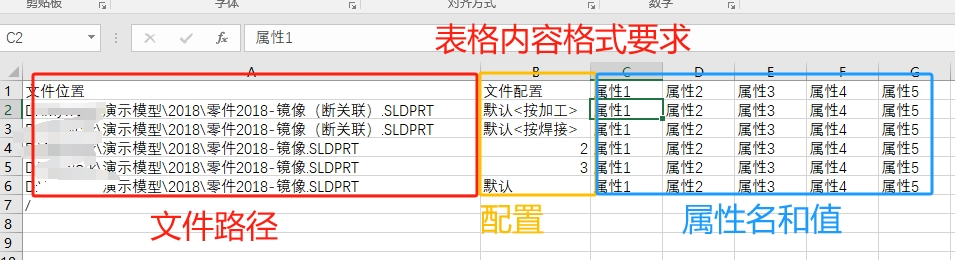 剪贴板 字体 对齐方式 数字
C2 fx 属性1
表格内容格式要求
A B C D E F G
1 文件位置 文件配置 属性1 属性2 属性3 属性4 属性5
2 演示模型\2018\零件2018-镜像（断关联）.SLDPRT 默认<按加工> 属性1 属性2 属性3 属性4 属性5
3 演示模型\2018\零件2018-镜像（断关联）.SLDPRT 默认<按焊接> 属性1 属性2 属性3 属性4 属性5
4 演示模型\2018\零件2018-镜像.SLDPRT 2 属性1 属性2 属性3 属性4 属性5
5 演示模型\2018\零件2018-镜像.SLDPRT 3 属性1 属性2 属性3 属性4 属性5
6 演示模型\2018\零件2018-镜像.SLDPRT 默认 属性1 属性2 属性3 属性4 属性5
7 /
文件路径 配置 属性名和值
8
9
10